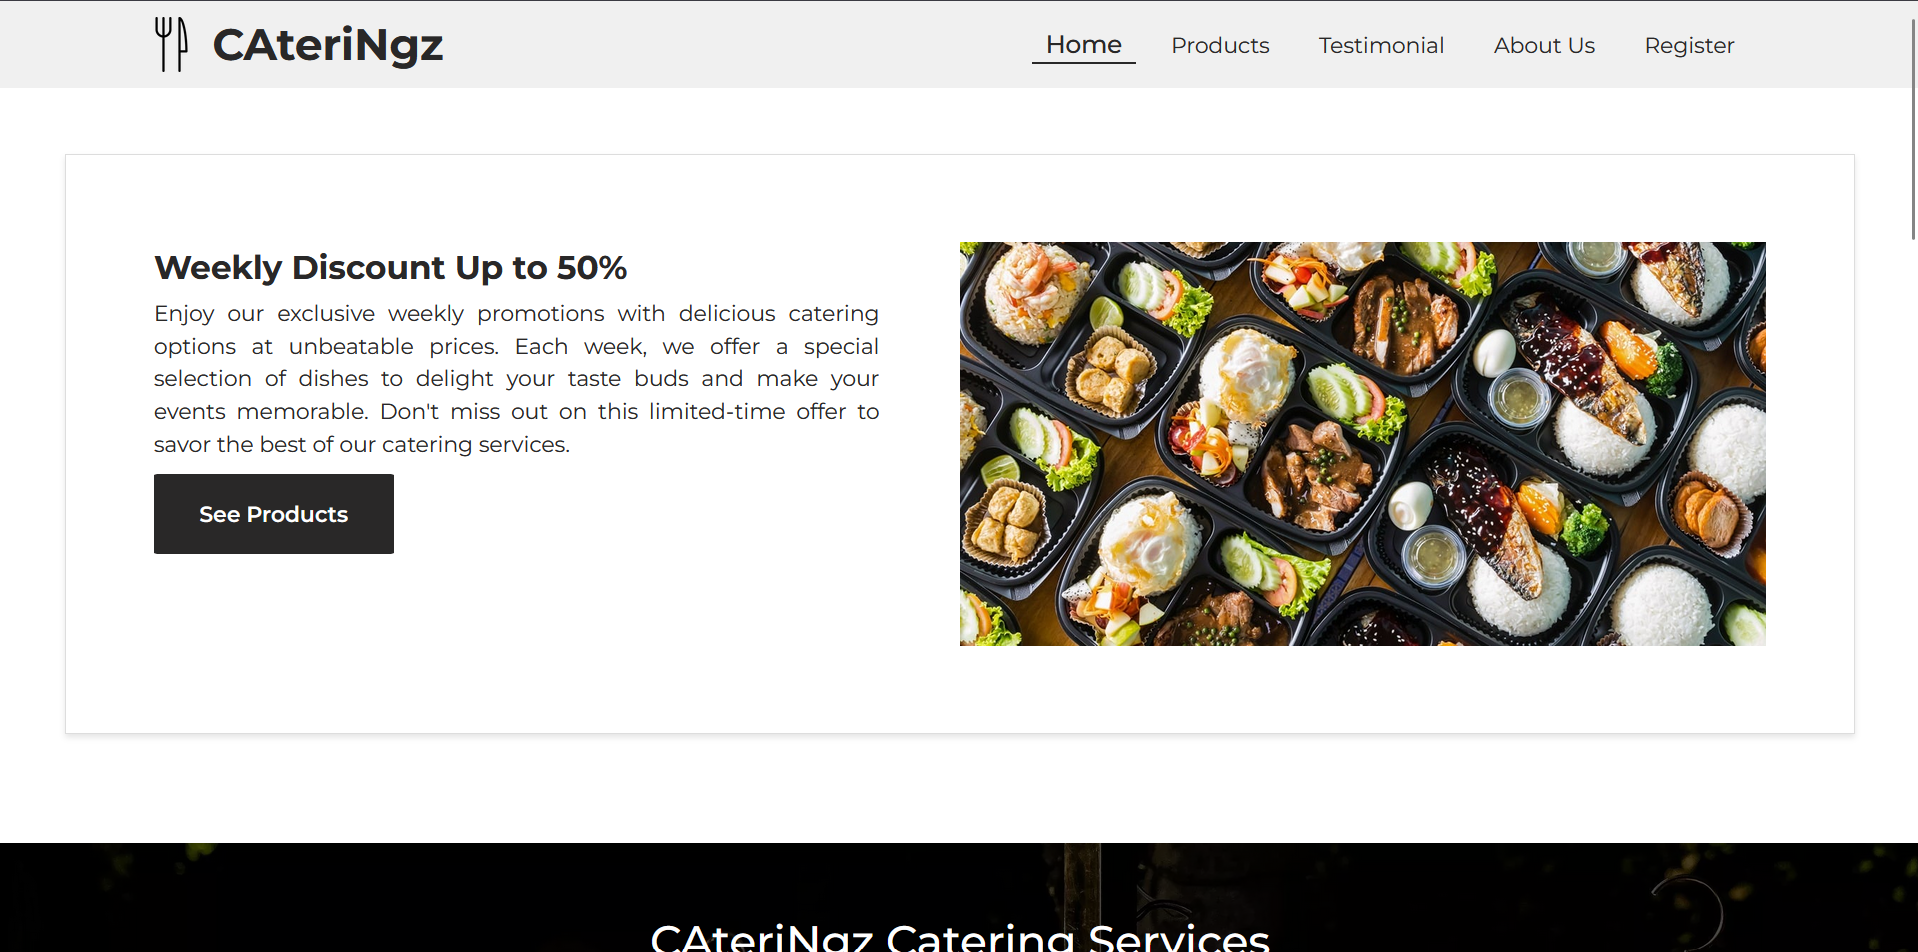 CAteriNgz
Home
Products
Testimonial
About Us
Register
Weekly Discount Up to 50%
Enjoy our exclusive weekly promotions with delicious catering
options at unbeatable prices. Each week, we offer a special
selection of dishes to delight your taste buds and make your
events memorable. Don't miss out on this limited-time offer to
savor the best of our catering services.
See Products
CAteriNgz Catering Services